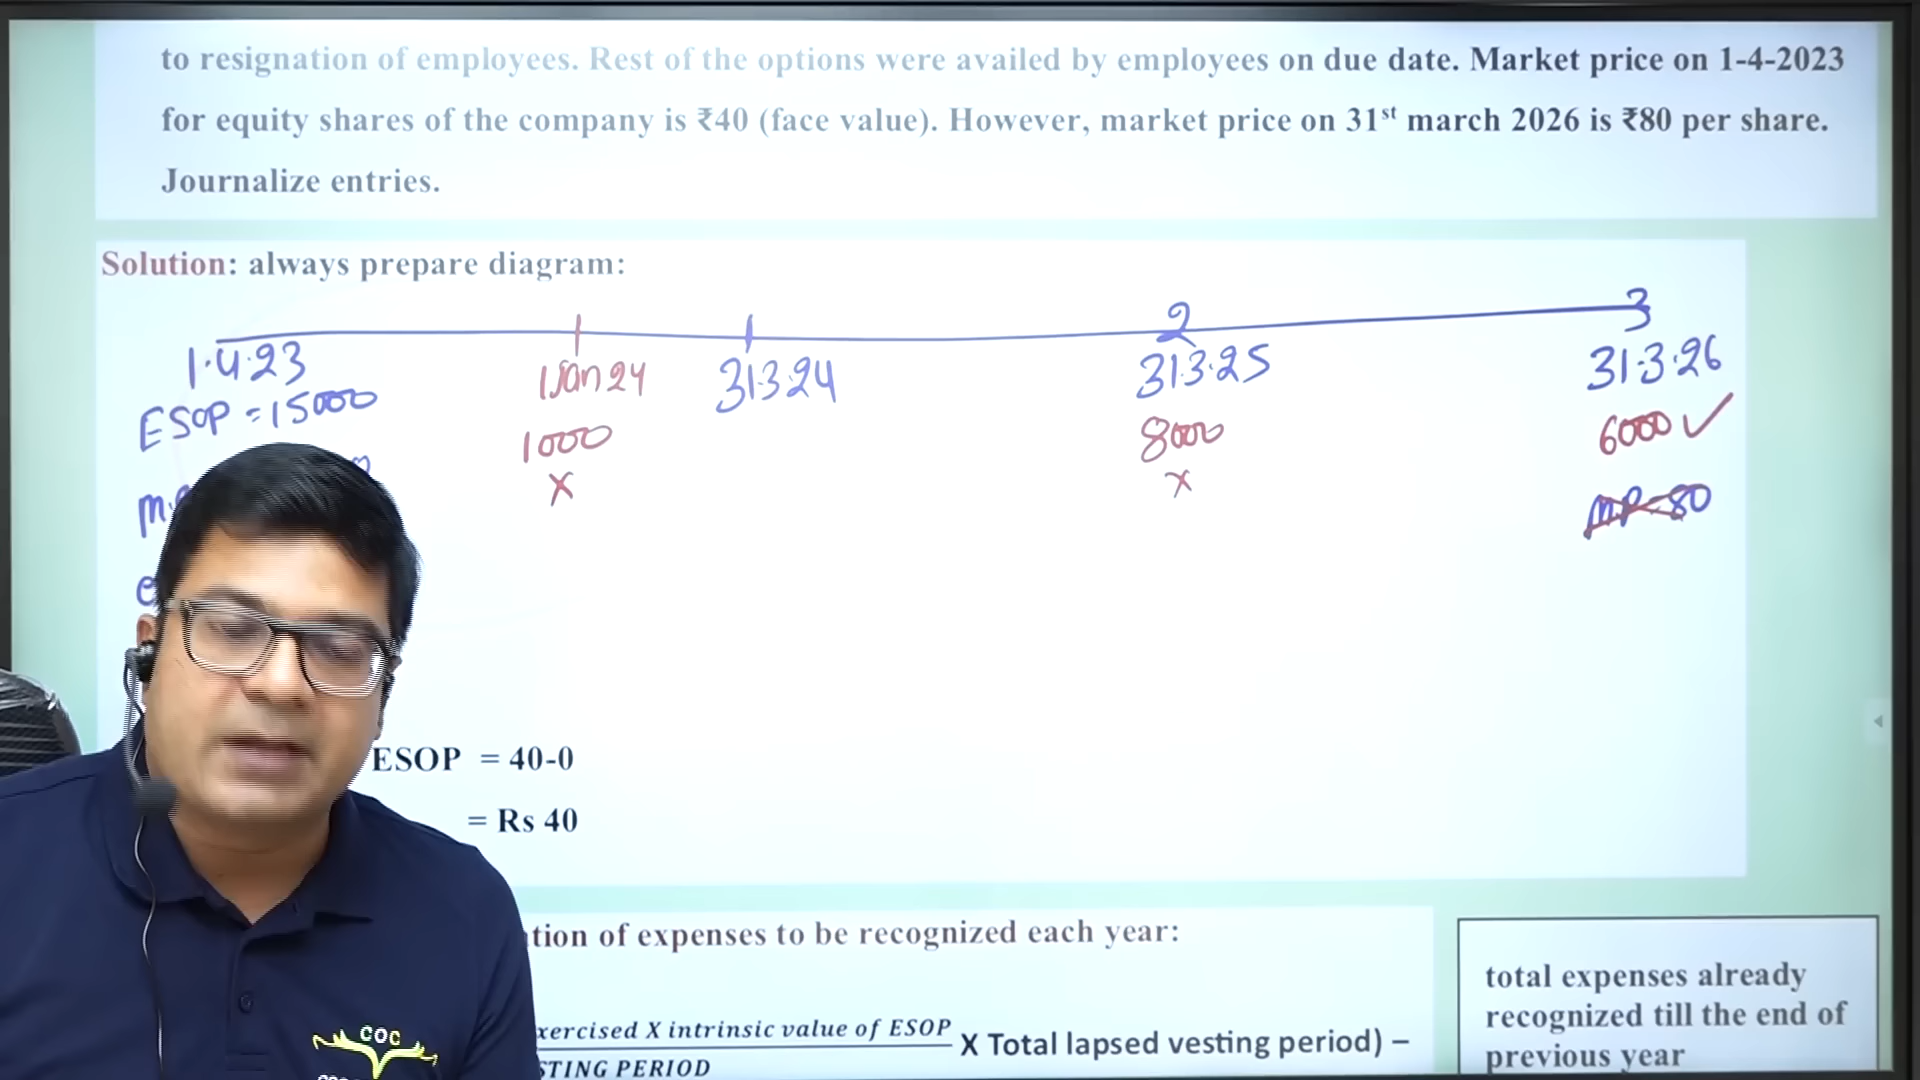 to resignation of employees. Rest of the options were availed by employees on due date. Market price on 1-4-2023
for equity shares of the company is ₹40 (face value). However, market price on 31st march 2026 is ₹80 per share.
Journalize entries.
Solution: always prepare diagram:
2 3
1.4.23 1 Jan 24 31.3.24 31.3.25 31.3.26
ESOP = 15000 1000 8000 6000 ✓
X X
MP = 80
ESOP = 40-0
= Rs 40
tion of expenses to be recognized each year:
xercised X intrinsic value of ESOP
X Total lapsed vesting period) –
STING PERIOD
total expenses already
recognized till the end of
previous year
COC